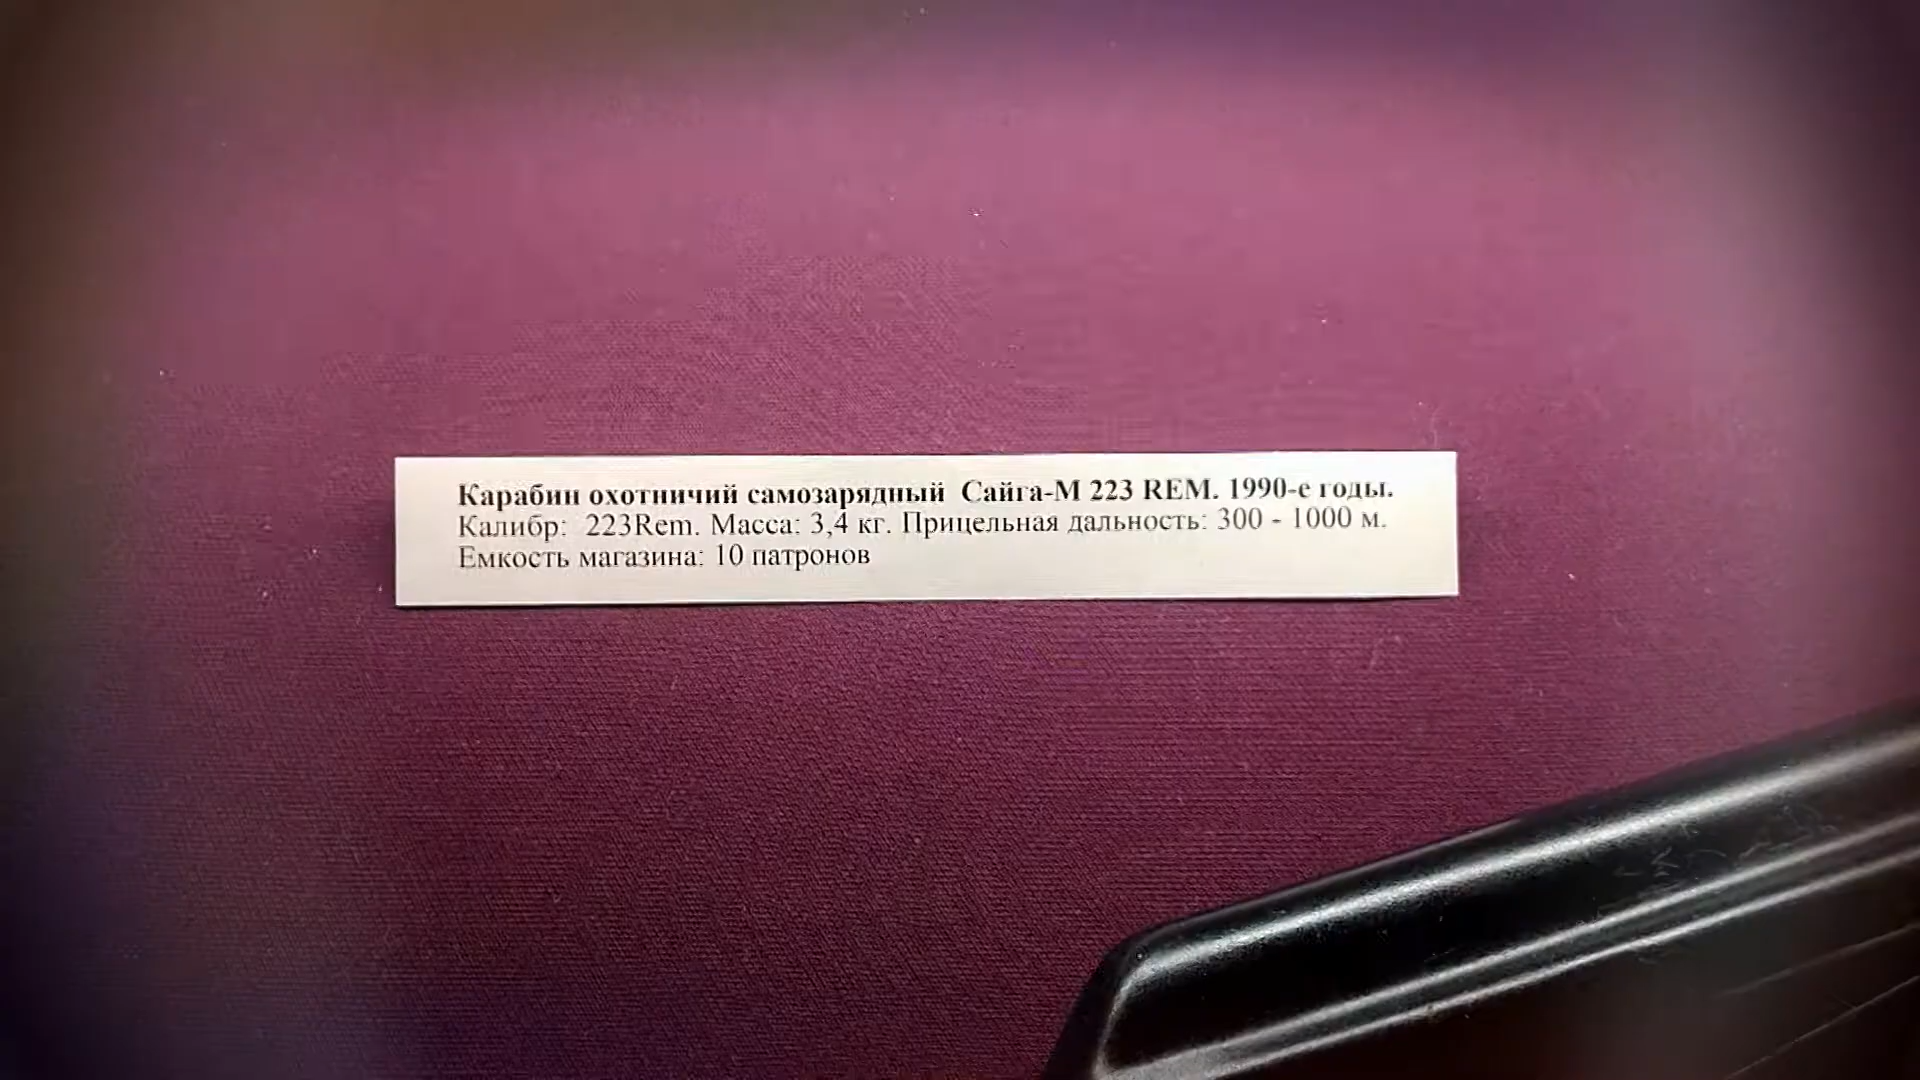 Карабин охотничий самозарядный Сайга-М 223 REM. 1990-е годы.
Калибр: 223Rem. Масса: 3,4 кг. Прицельная дальность: 300 - 1000 м.
Емкость магазина: 10 патронов